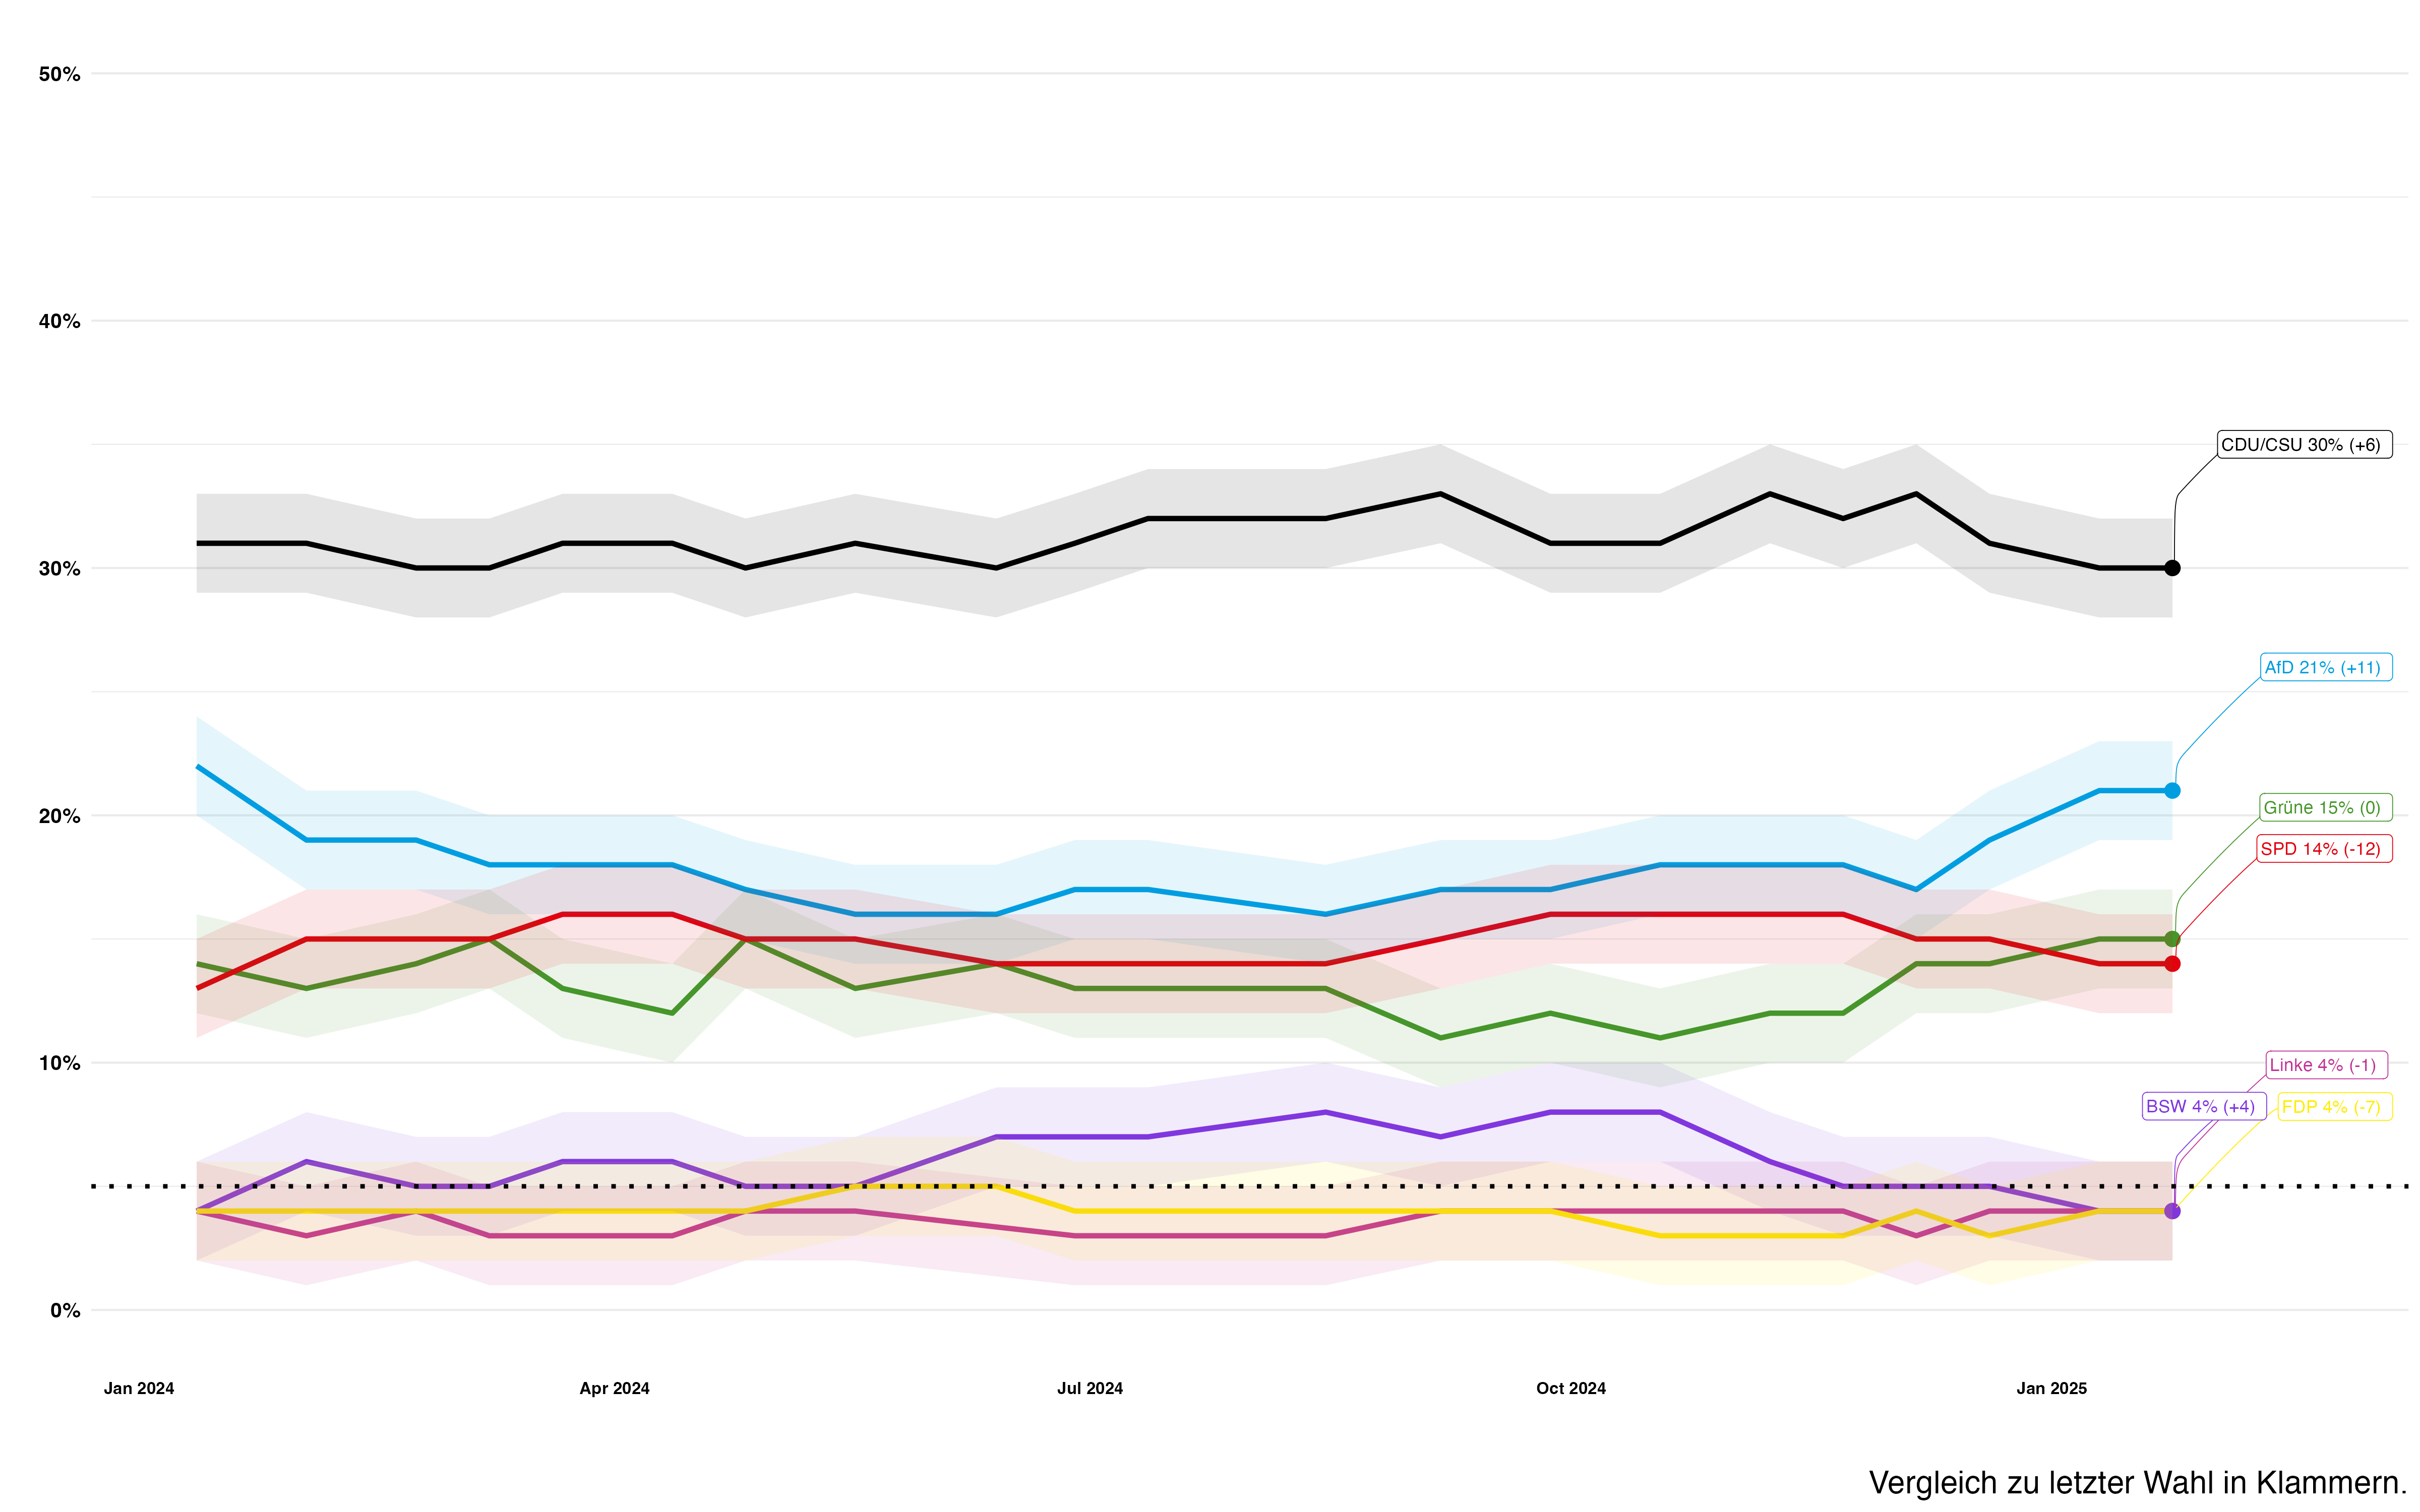 50%
40%
30%
20%
10%
0%
CDU/CSU 30% (+6)
AfD 21% (+11)
Grüne 15% (0)
SPD 14% (-12)
Linke 4% (-1)
BSW 4% (+4)
FDP 4% (-7)
Jan 2024
Apr 2024
Jul 2024
Oct 2024
Jan 2025
Vergleich zu letzter Wahl in Klammern.